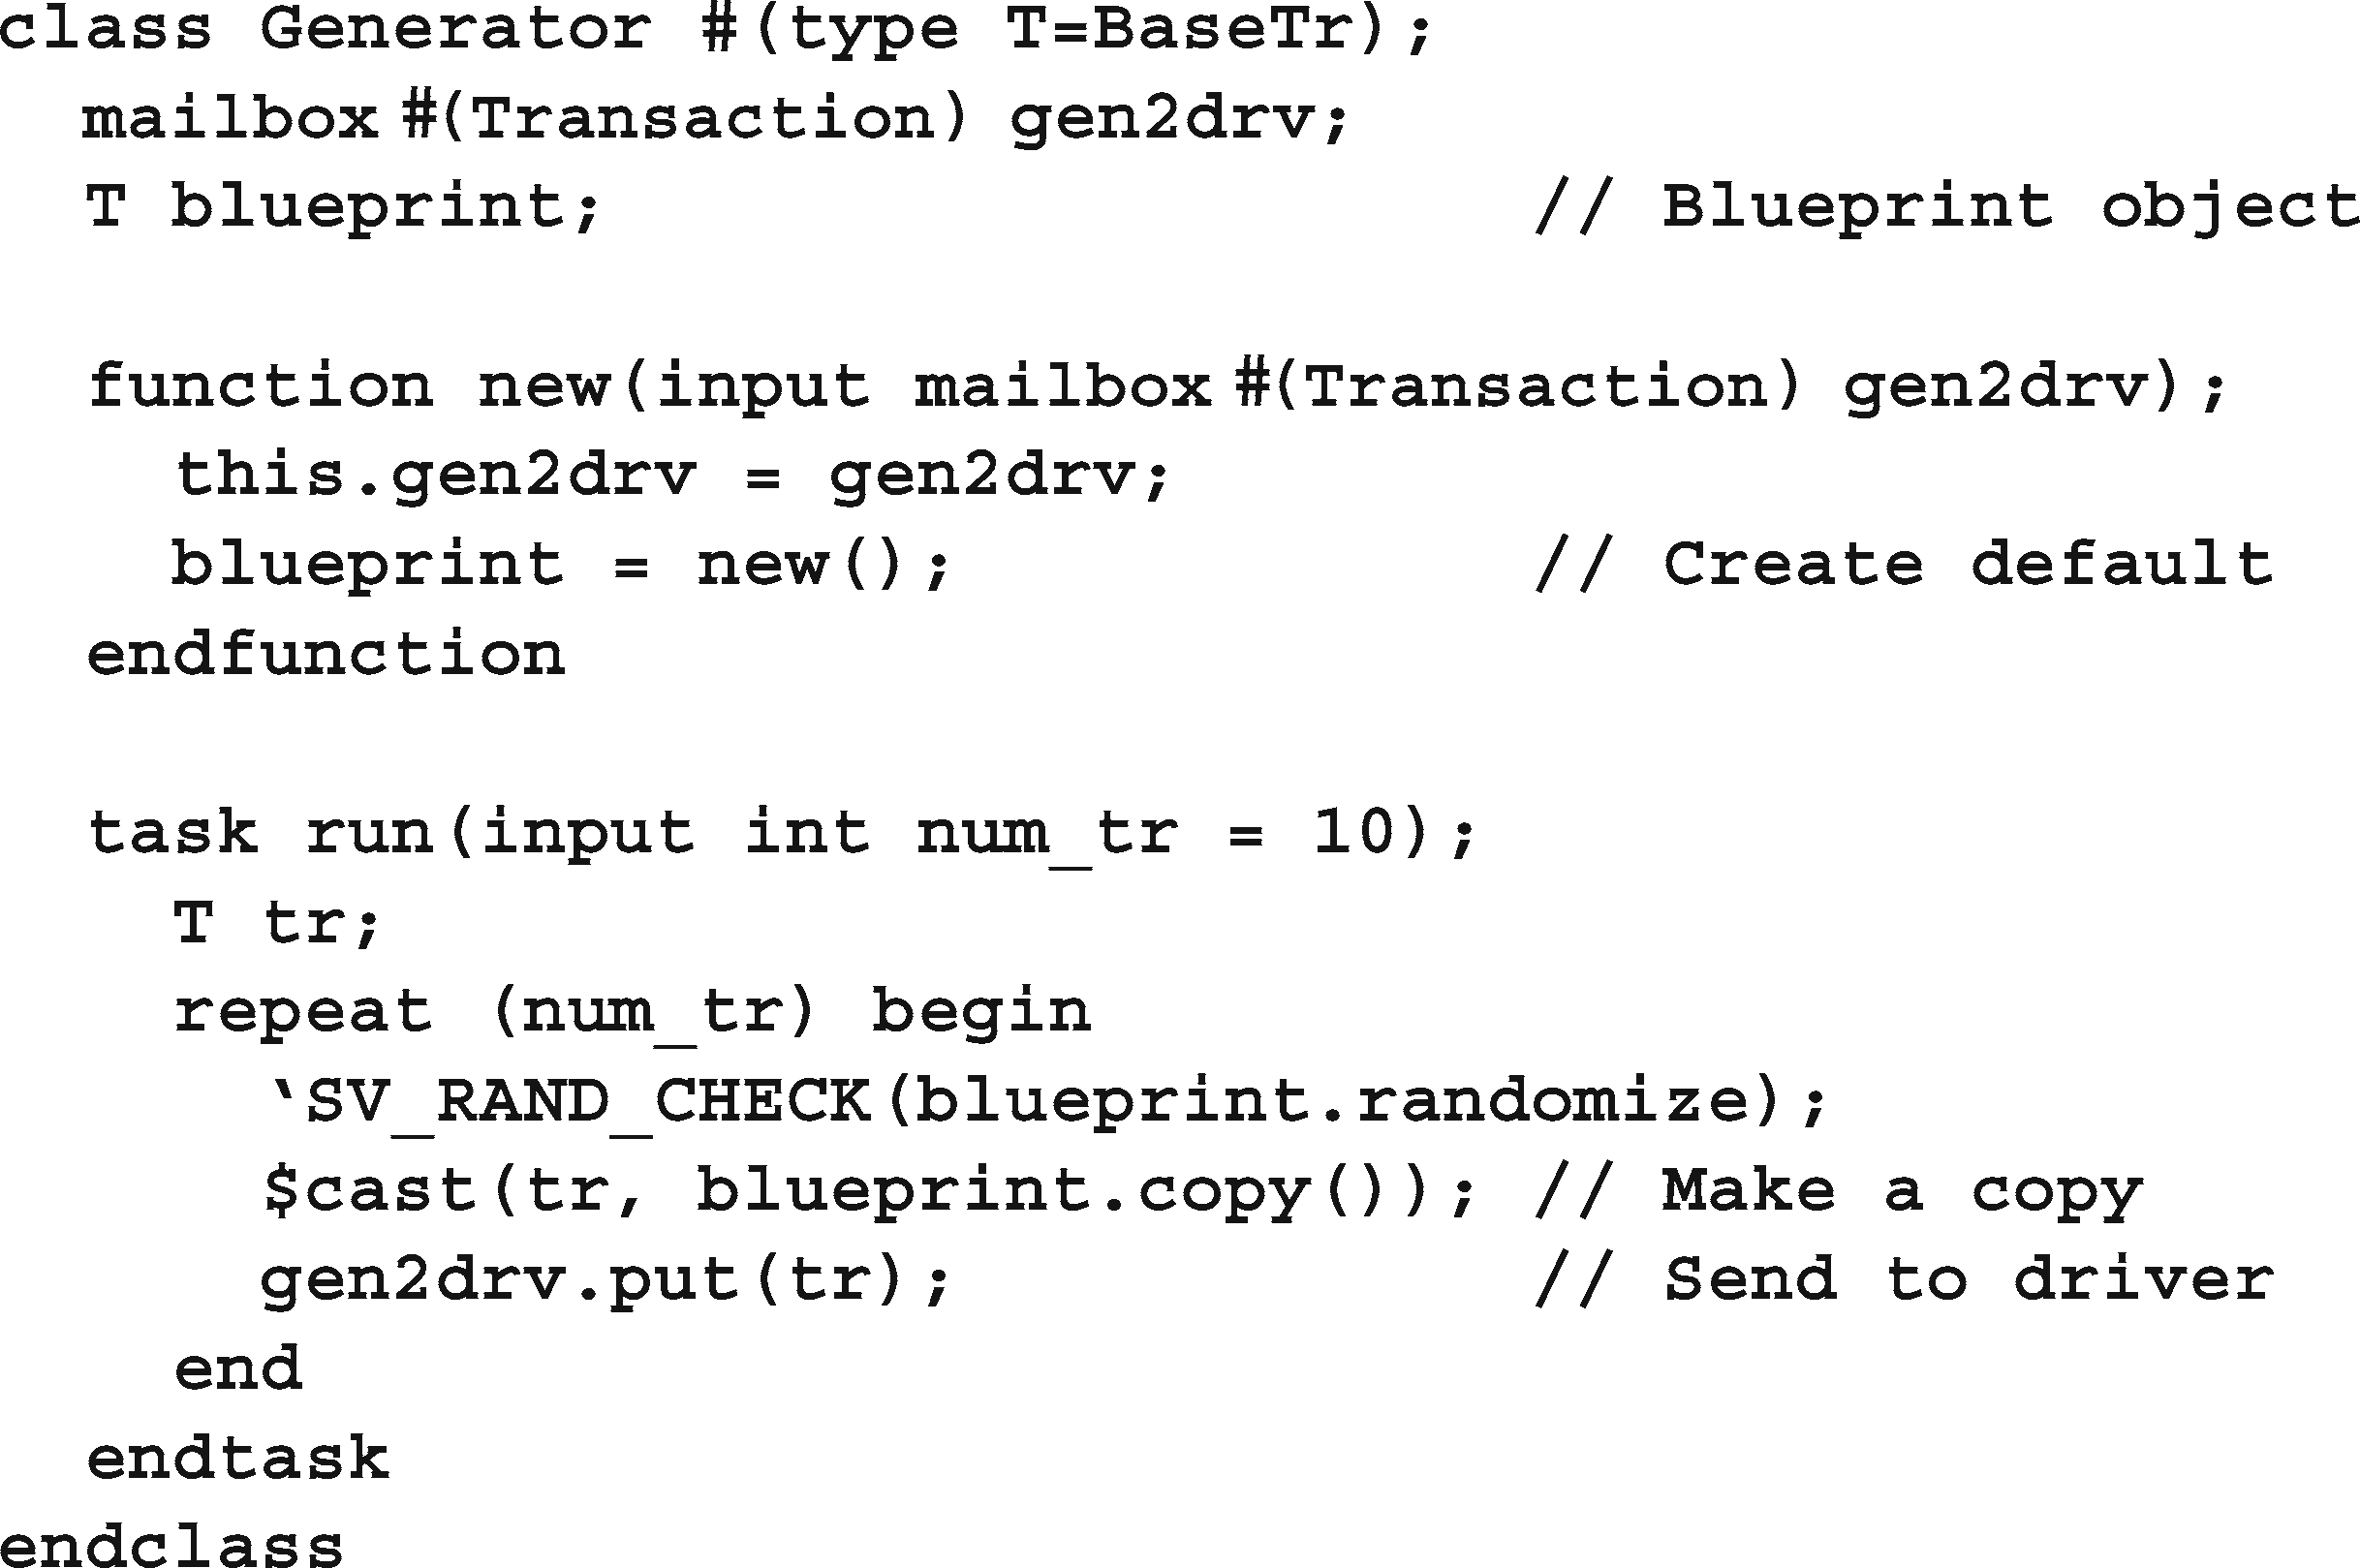 class Generator #(type T=BaseTr);
  mailbox #(Transaction) gen2drv;
  T blueprint;                      // Blueprint object
  function new(input mailbox #(Transaction) gen2drv);
    this.gen2drv = gen2drv;
    blueprint = new();              // Create default
  endfunction
  task run(input int num_tr = 10);
    T tr;
    repeat (num_tr) begin
      ‘SV_RAND_CHECK(blueprint.randomize);
      $cast(tr, blueprint.copy());  // Make a copy
      gen2drv.put(tr);              // Send to driver
    end
  endtask
endclass